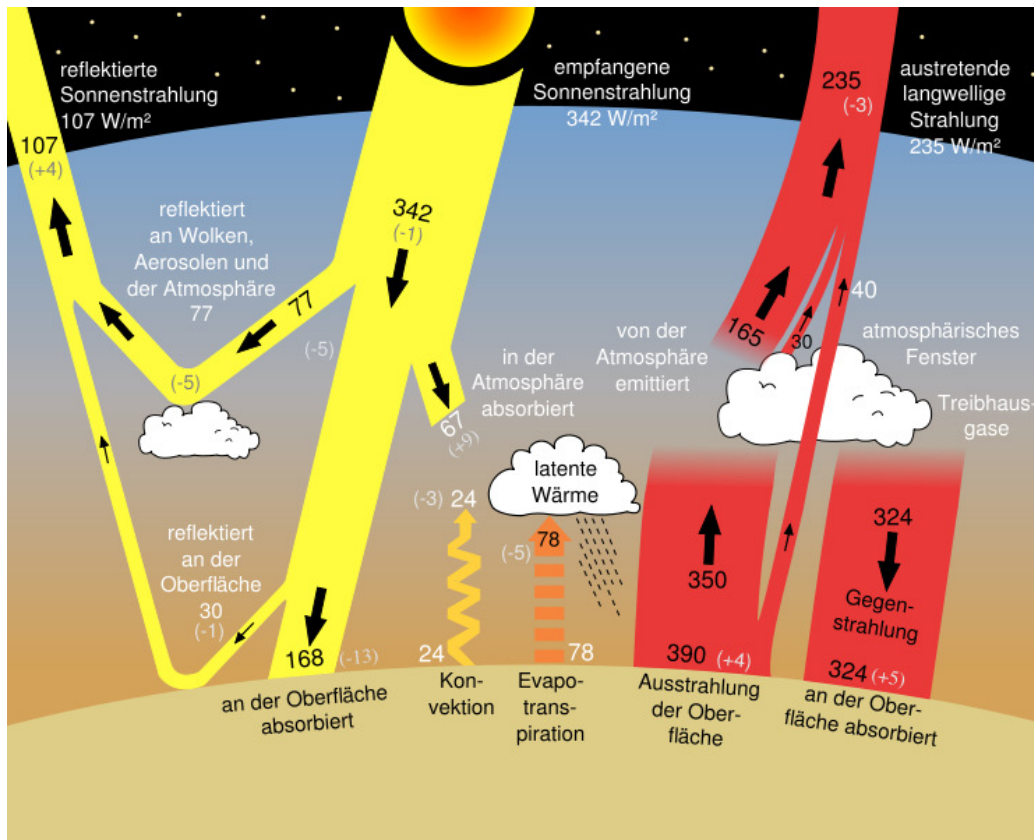 reflektierte
Sonnenstrahlung
107 W/m²
empfangene
Sonnenstrahlung
342 W/m²
235
(-3)
austretende
langwellige
Strahlung
235 W/m²
107
(+4)
reflektiert
an Wolken,
Aerosolen und
der Atmosphäre
77
342
(-1)
77
(-5)
(-5)
in der
Atmosphäre
absorbiert
67
(+9)
von der
Atmosphäre
emittiert
165
30
40
atmosphärisches
Fenster
Treibhaus-
gase
latente
Wärme
(-3) 24
78
(-5)
reflektiert
an der
Oberfläche
30
(-1)
350
324
Gegen-
strahlung
168 (-13)
24
78
390 (+4)
324 (+5)
an der Oberfläche
absorbiert
Kon-
vektion
Evapo-
trans-
piration
Ausstrahlung
der Ober-
fläche
an der Ober-
fläche absorbiert